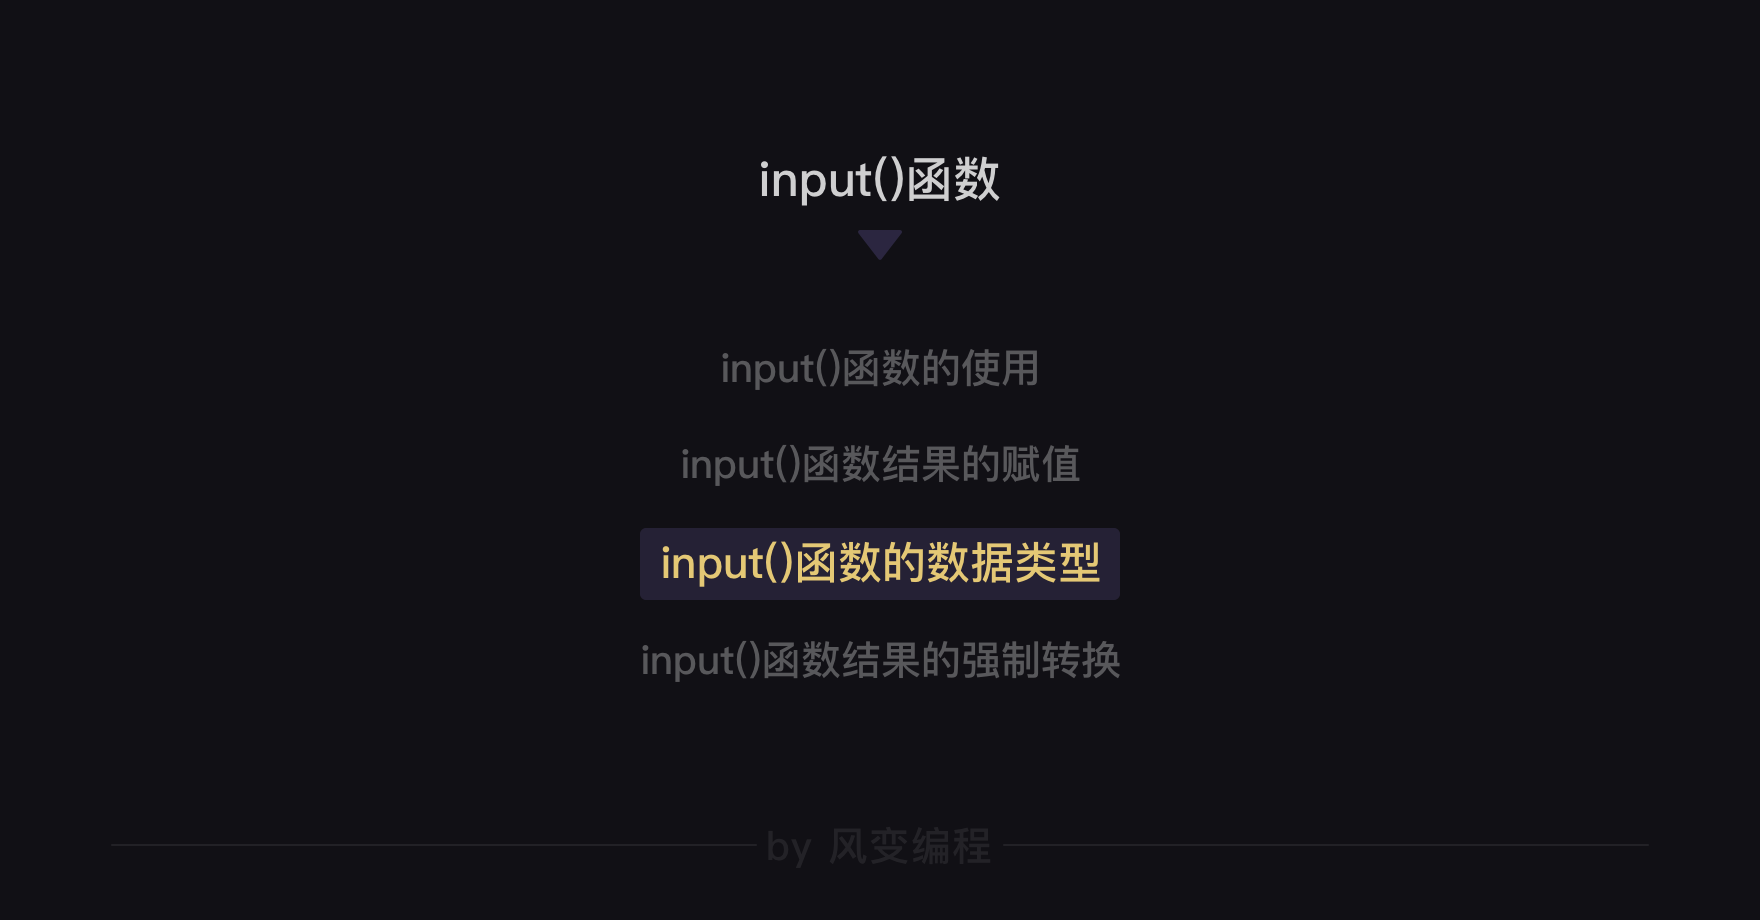 input()函数
input()函数的使用
input()函数结果的赋值
input()函数的数据类型
input()函数结果的强制转换
by 风变编程